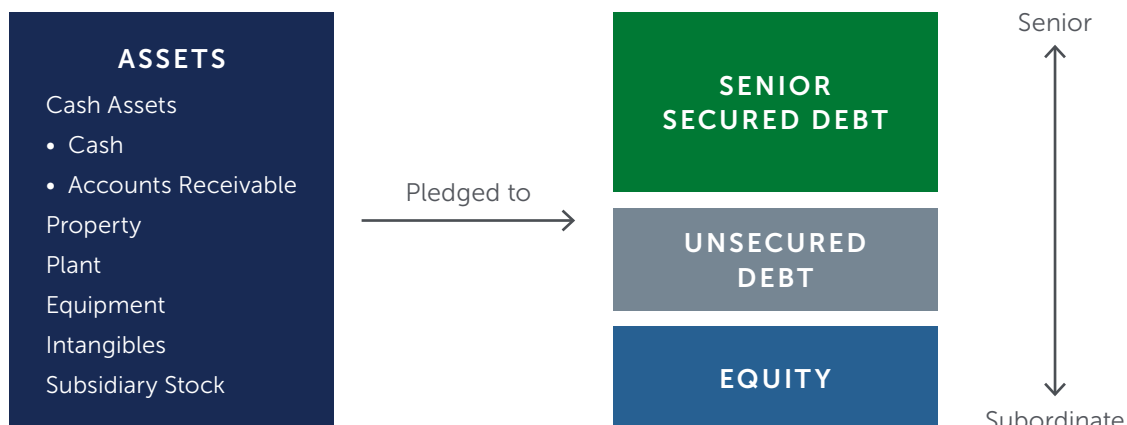 ASSETS
Cash Assets
• Cash
• Accounts Receivable
Property
Plant
Equipment
Intangibles
Subsidiary Stock
Pledged to
SENIOR
SECURED DEBT
UNSECURED
DEBT
EQUITY
Senior
Subordinate